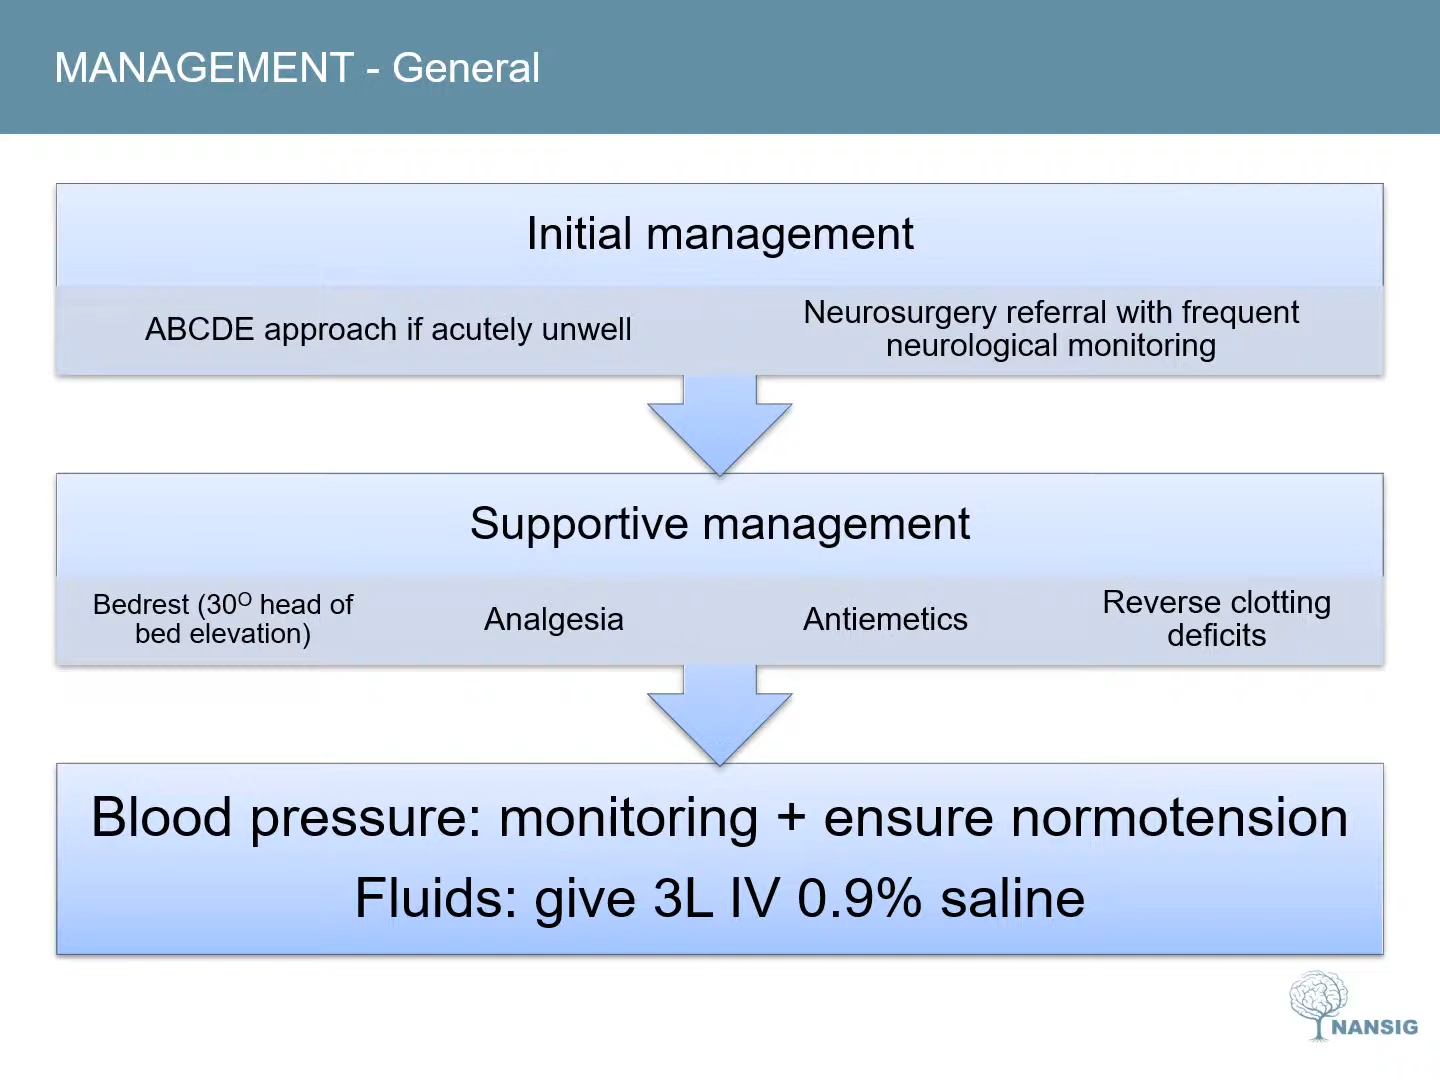 MANAGEMENT - General
Initial management
ABCDE approach if acutely unwell
Neurosurgery referral with frequent
neurological monitoring
Supportive management
Bedrest (30ᴼ head of
bed elevation)
Analgesia
Antiemetics
Reverse clotting
deficits
Blood pressure: monitoring + ensure normotension
Fluids: give 3L IV 0.9% saline
NANSIG